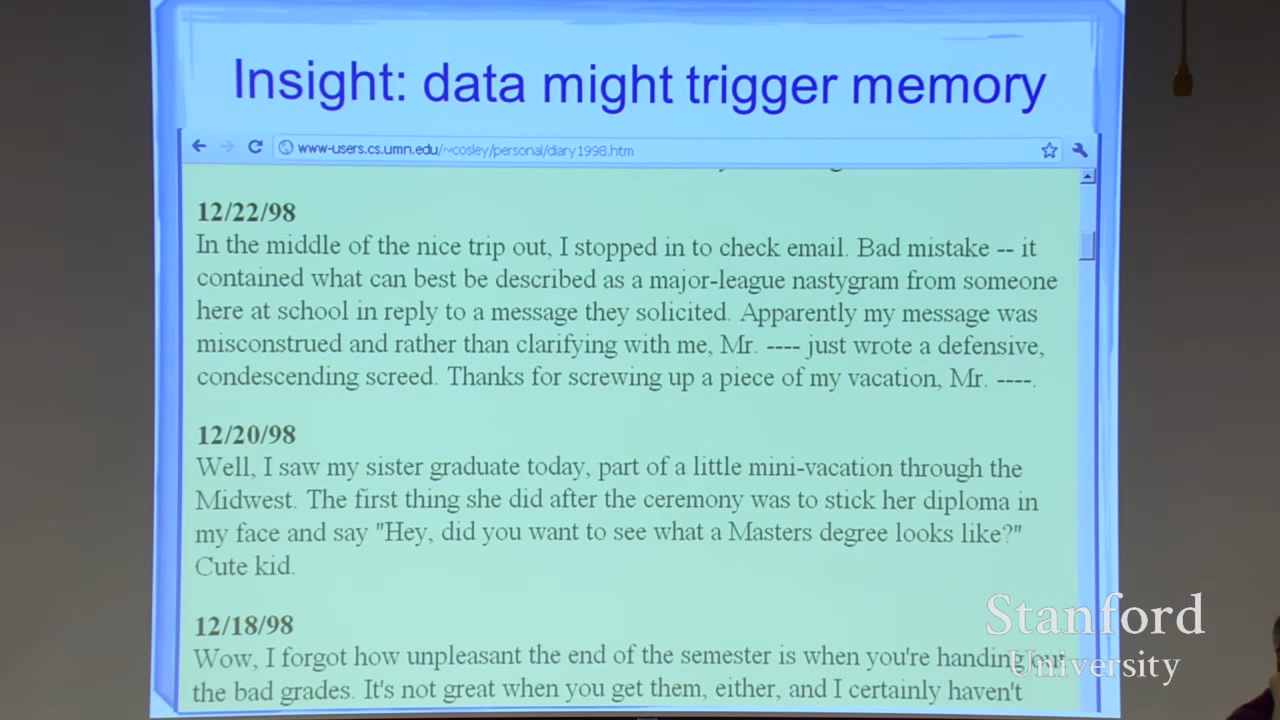 Insight: data might trigger memory
www-users.cs.umn.edu/~cosley/personal/diary1998.htm
12/22/98
In the middle of the nice trip out, I stopped in to check email. Bad mistake -- it
contained what can best be described as a major-league nastygram from someone
here at school in reply to a message they solicited. Apparently my message was
misconstrued and rather than clarifying with me, Mr. ---- just wrote a defensive,
condescending screed. Thanks for screwing up a piece of my vacation, Mr. ----.
12/20/98
Well, I saw my sister graduate today, part of a little mini-vacation through the
Midwest. The first thing she did after the ceremony was to stick her diploma in
my face and say "Hey, did you want to see what a Masters degree looks like?"
Cute kid.
12/18/98
Wow, I forgot how unpleasant the end of the semester is when you're handing out
the bad grades. It's not great when you get them, either, and I certainly haven't
Stanford
University